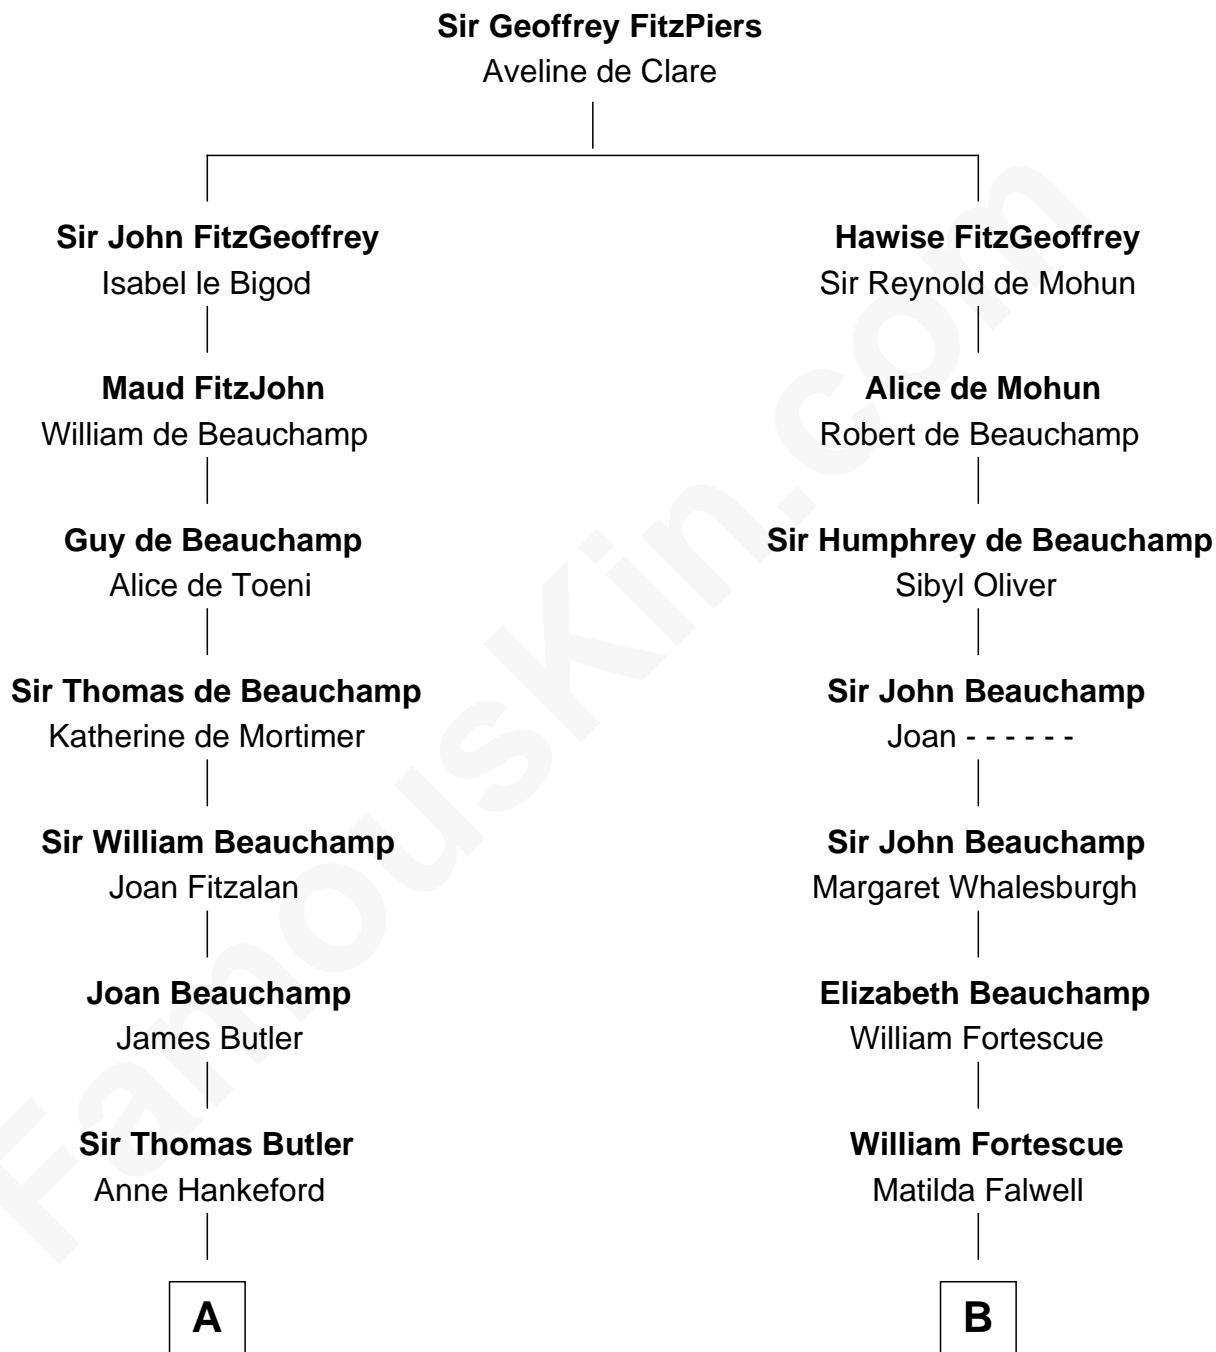 Sir Geoffrey FitzPiers
Aveline de Clare
Sir John FitzGeoffrey
Isabel le Bigod
Maud FitzJohn
William de Beauchamp
Guy de Beauchamp
Alice de Toeni
Sir Thomas de Beauchamp
Katherine de Mortimer
Sir William Beauchamp
Joan Fitzalan
Joan Beauchamp
James Butler
Sir Thomas Butler
Anne Hankeford
A
Hawise FitzGeoffrey
Sir Reynold de Mohun
Alice de Mohun
Robert de Beauchamp
Sir Humphrey de Beauchamp
Sibyl Oliver
Sir John Beauchamp
Joan - - - - - -
Sir John Beauchamp
Margaret Whalesburgh
Elizabeth Beauchamp
William Fortescue
William Fortescue
Matilda Falwell
B
FamousKin.com